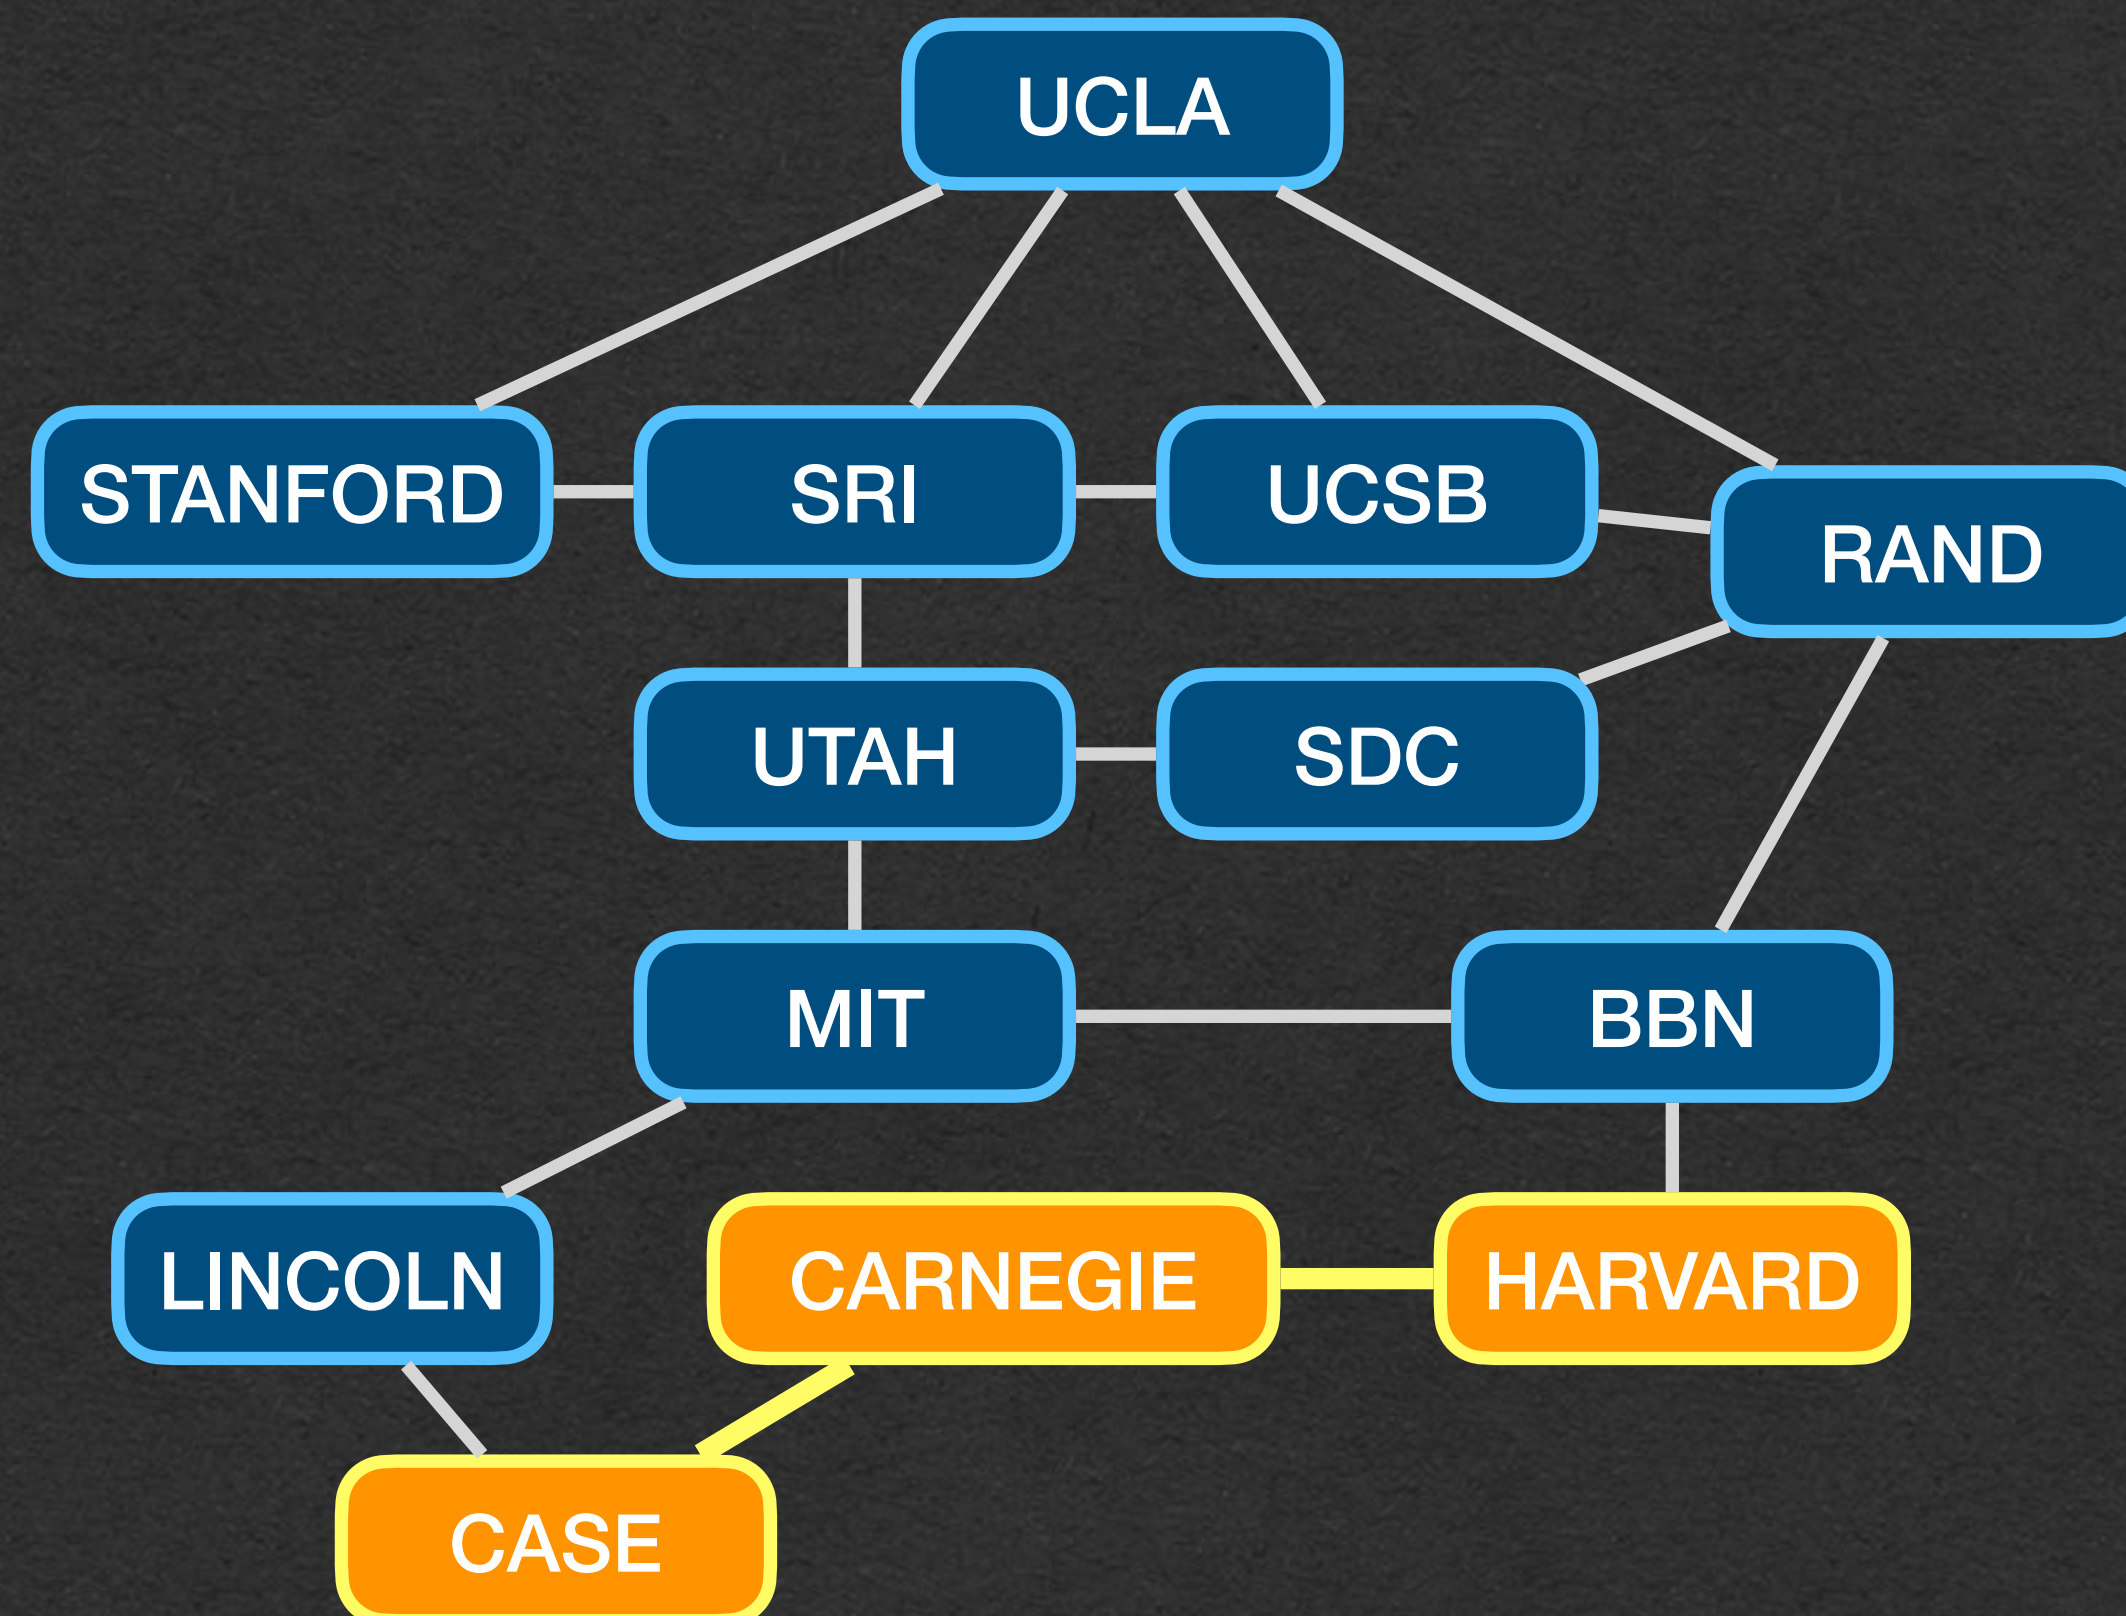 UCLA
STANFORD
SRI
UCSB
RAND
UTAH
SDC
MIT
BBN
LINCOLN
CARNEGIE
HARVARD
CASE